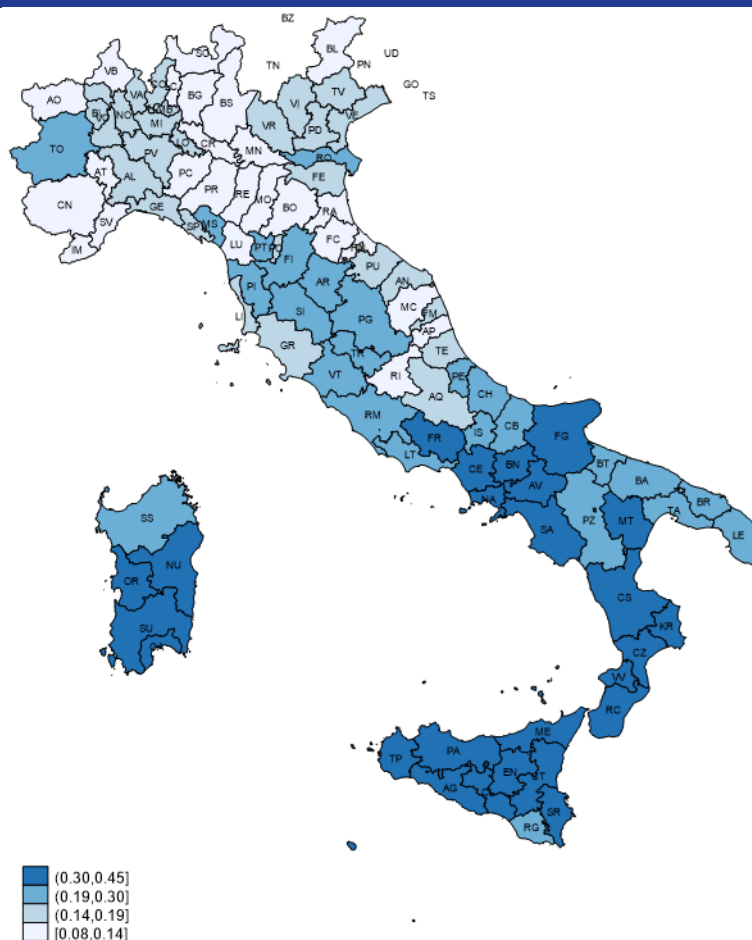 BZ
BL
SO
UD
TN
PN
VB
GO
CO
TS
VA
BG
TV
AO
BS
VI
BI
NO
MI
PD
VR
TO
LO
CR
PV
MN
RO
AT
PC
AL
FE
PR
RE
MO
CN
GE
BO
RA
SV
SP
MS
FC
IM
LU
PT
FI
PU
PI
AR
AN
SI
MC
FM
LI
PG
AP
GR
TR
TE
VT
RI
PE
AQ
CH
RM
CB
IS
FR
FG
LT
CE
BN
BT
BA
NA
AV
BR
SS
PZ
MT
TA
SA
LE
NU
OR
CS
SU
KR
CZ
VV
RC
ME
TP
PA
EN
AG
SR
RG
(0.30,0.45]
(0.19,0.30]
(0.14,0.19]
[0.08,0.14]